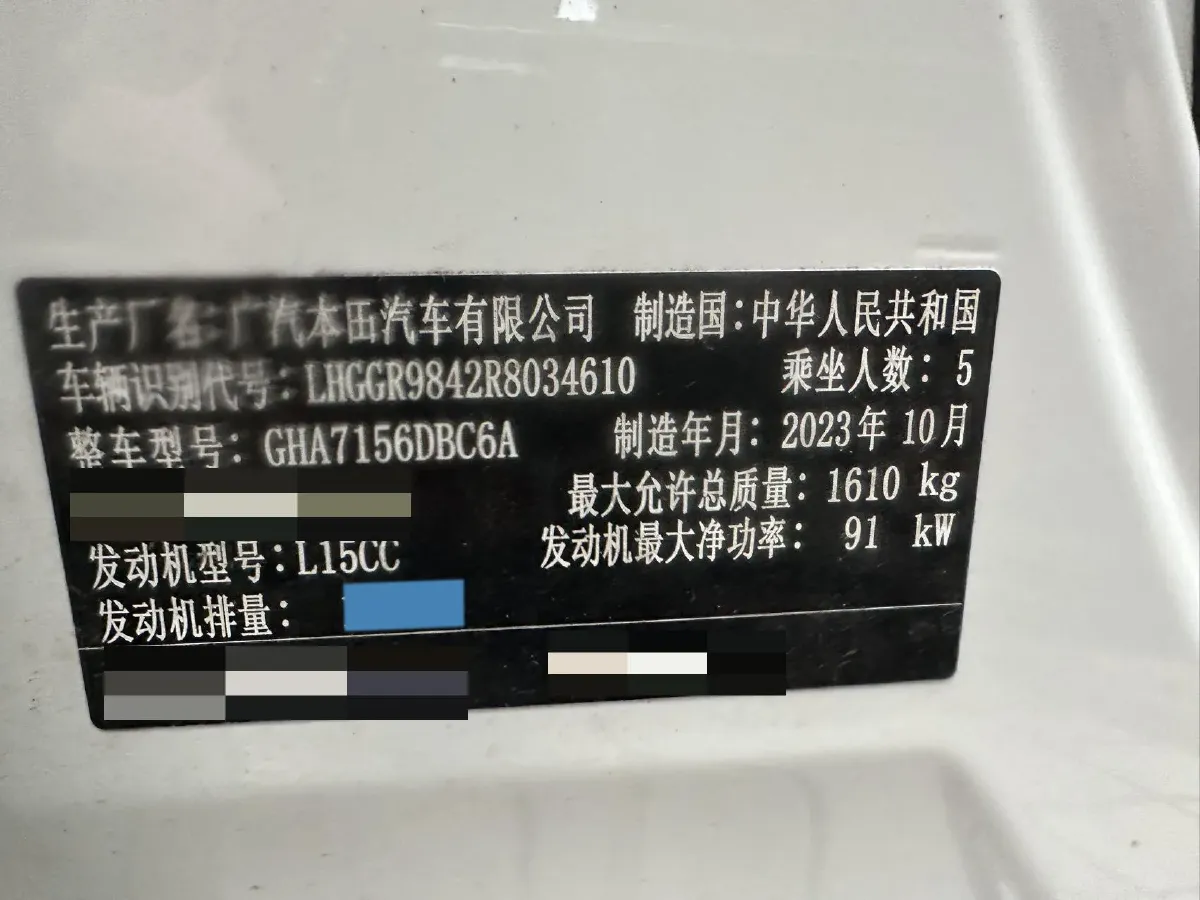 生产厂名:广汽本田汽车有限公司 制造国:中华人民共和国
车辆识别代号:LHGGR9842R8034610 乘坐人数:5
整车型号:GHA7156DBC6A 制造年月:2023年10月
最大允许总质量:1610 kg
发动机型号:L15CC 发动机最大净功率:91 kW
发动机排量: